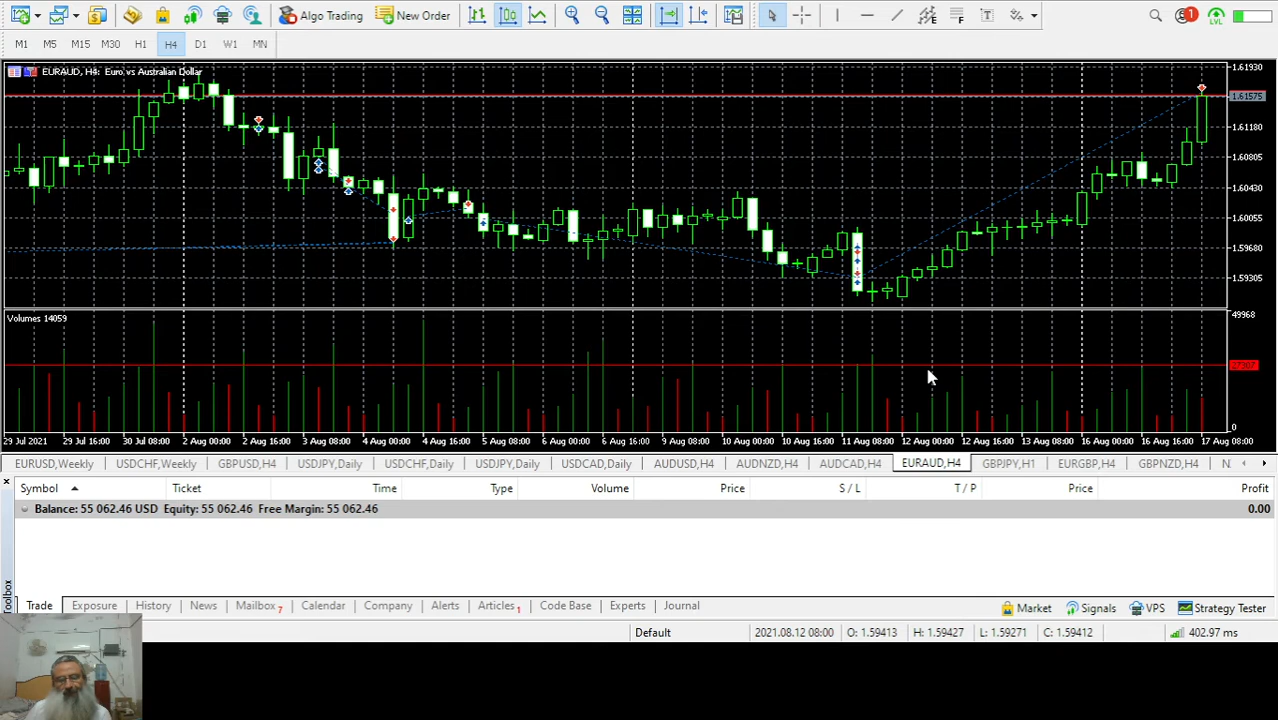 Algo Trading New Order 1 LVL
M1 M5 M15 M30 H1 H4 D1 W1 MN
EURAUD, H4: Euro vs Australian Dollar
1.61930
1.61575
1.61180
1.60805
1.60430
1.60055
1.59680
1.59305
Volumes 14059
49968
0
29 Jul 2021 29 Jul 16:00 30 Jul 08:00 2 Aug 00:00 2 Aug 16:00 3 Aug 08:00 4 Aug 00:00 4 Aug 16:00 5 Aug 08:00 6 Aug 00:00 6 Aug 16:00 9 Aug 08:00 10 Aug 00:00 10 Aug 16:00 11 Aug 08:00 12 Aug 00:00 12 Aug 16:00 13 Aug 08:00 16 Aug 00:00 16 Aug 16:00 17 Aug 08:00
EURUSD,Weekly USDCHF,Weekly GBPUSD,H4 USDJPY,Daily USDCHF,Daily USDJPY,Daily USDCAD,Daily AUDUSD,H4 AUDNZD,H4 AUDCAD,H4 EURAUD,H4 GBPJPY,H1 EURGBP,H4 GBPNZD,H4 N
Symbol Ticket Time Type Volume Price S / L T / P Price Profit
Balance: 55 062.46 USD Equity: 55 062.46 Free Margin: 55 062.46 0.00
Toolbox
Trade Exposure History News Mailbox 7 Calendar Company Alerts Articles 1 Code Base Experts Journal Market Signals VPS Strategy Tester
Default 2021.08.12 08:00 O: 1.59413 H: 1.59427 L: 1.59271 C: 1.59412 402.97 ms